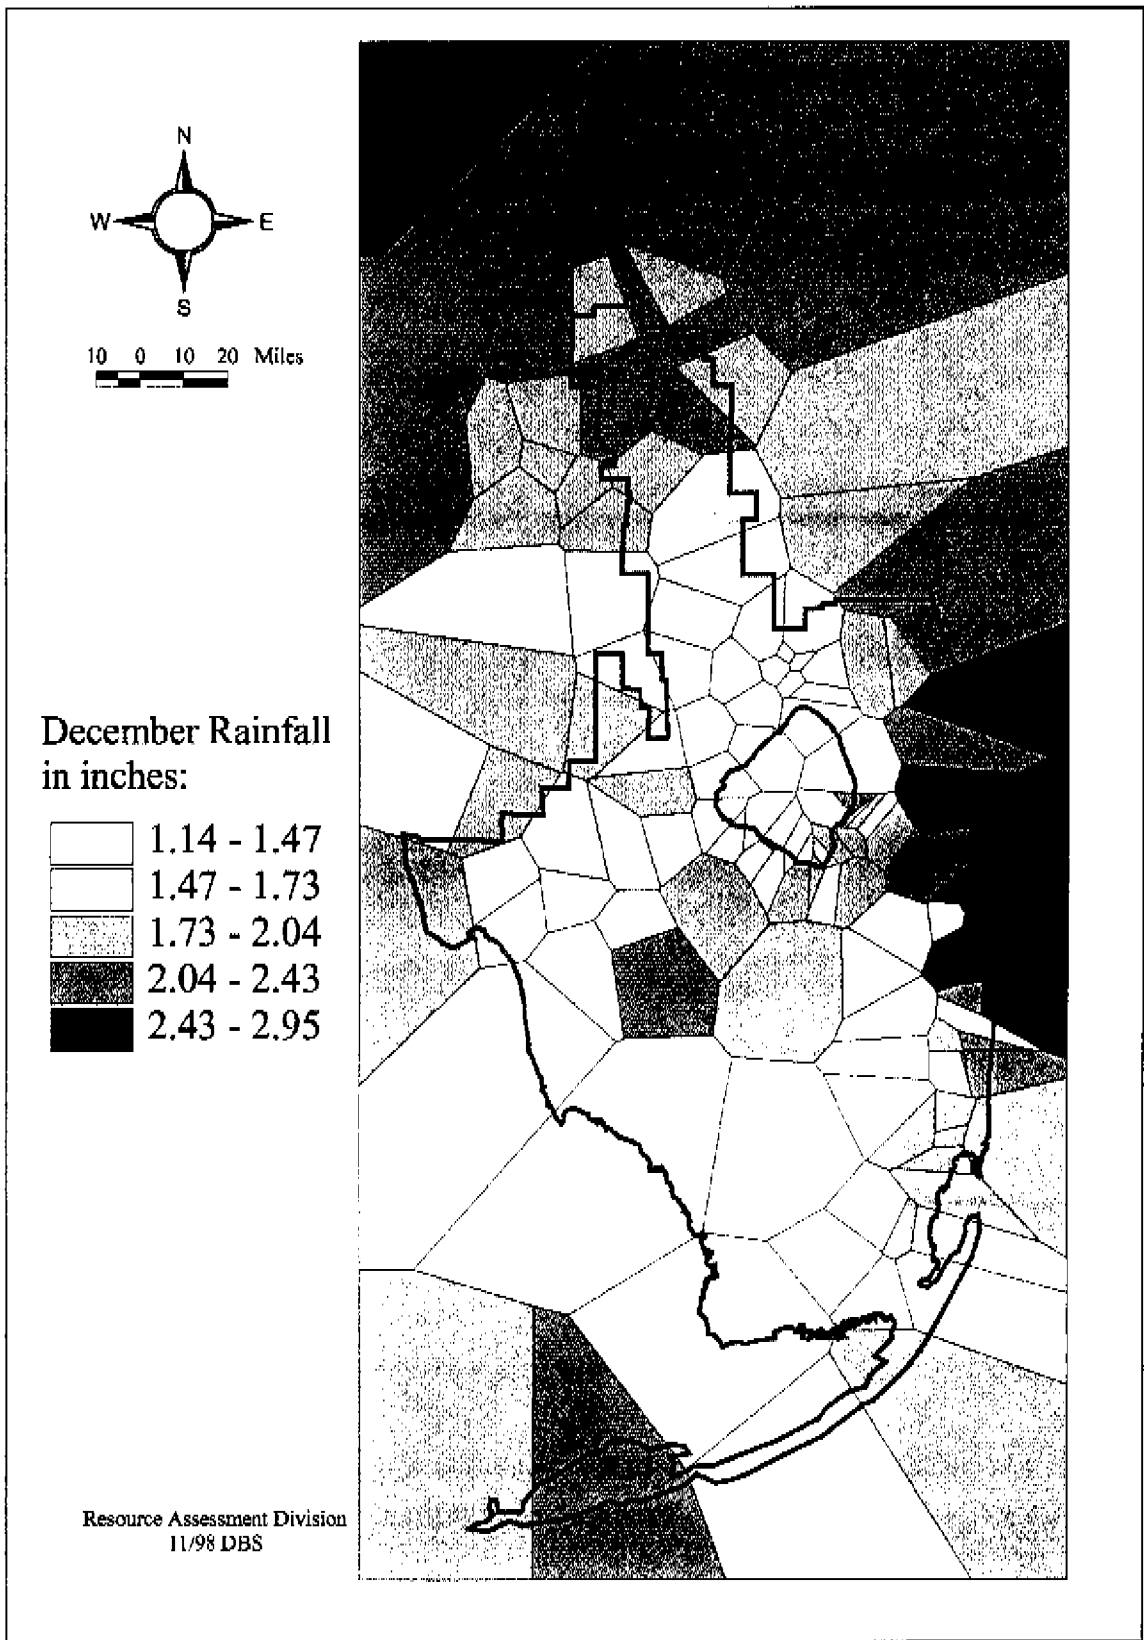 N
W E
S
10 0 10 20 Miles
December Rainfall
in inches:
1.14 - 1.47
1.47 - 1.73
1.73 - 2.04
2.04 - 2.43
2.43 - 2.95
Resource Assessment Division
11/98 DBS